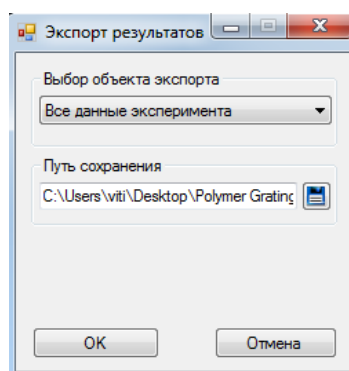 Экспорт результатов
Выбор объекта экспорта
Все данные эксперимента
Путь сохранения
C:\Users\viti\Desktop\Polymer Grating
OK
Отмена